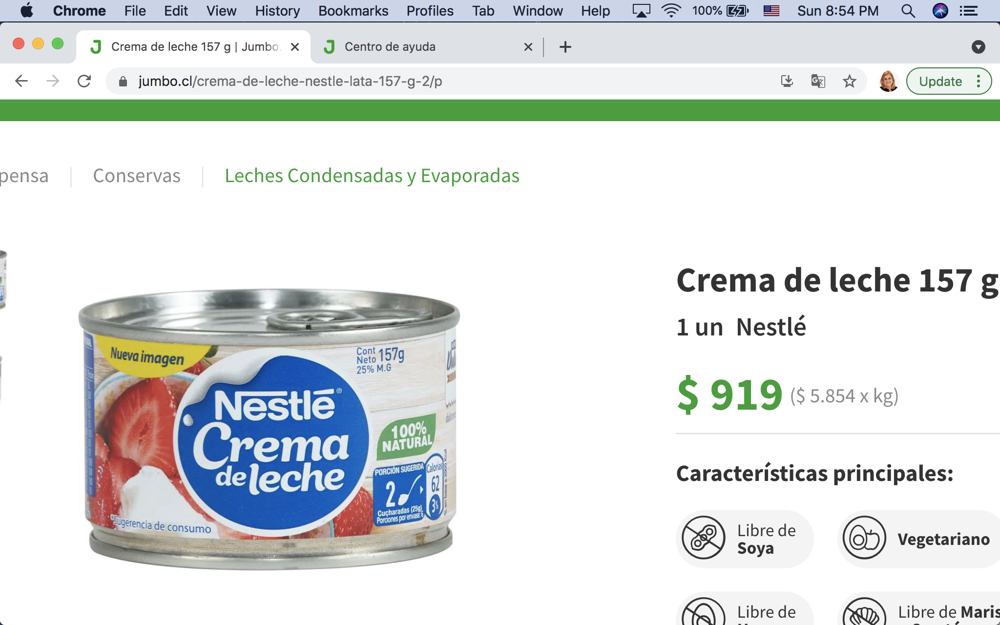 Chrome File Edit View History Bookmarks Profiles Tab Window Help 100% Sun 8:54 PM
Crema de leche 157 g | Jumbo. Centro de ayuda
jumbo.cl/crema-de-leche-nestle-lata-157-g-2/p Update
pensa Conservas Leches Condensadas y Evaporadas
Nueva imagen
Cont
Neto 157g
25% M.G
Nestlé®
Crema
de leche
100%
NATURAL
PORCIÓN SUGERIDA
2
Cucharadas (25g)
Porciones por envase: 6
Calorías
62
3%
% en base a 2000 Kcal
*Sugerencia de consumo
Crema de leche 157 g
1 un Nestlé
$ 919 ($ 5.854 x kg)
Características principales:
Libre de
Soya
Vegetariano
Libre de
Libre de Maris